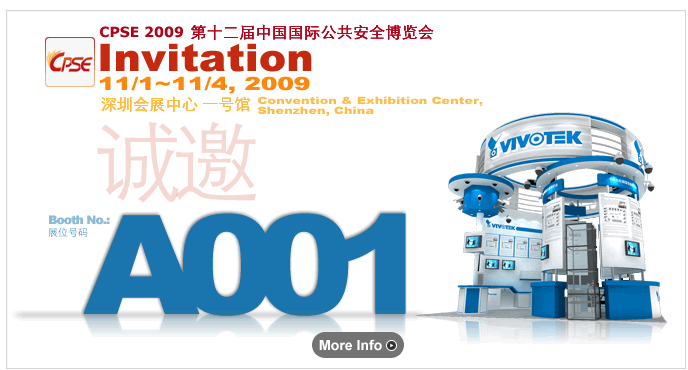 CPSE 2009 第十二届中国国际公共安全博览会
CPSE
Invitation
11/1~11/4, 2009
深圳会展中心 一号馆 Convention & Exhibition Center,
Shenzhen, China
诚邀
VIVOTEK
Booth No.:
展位号码
A001
VIVOTEK
More Info